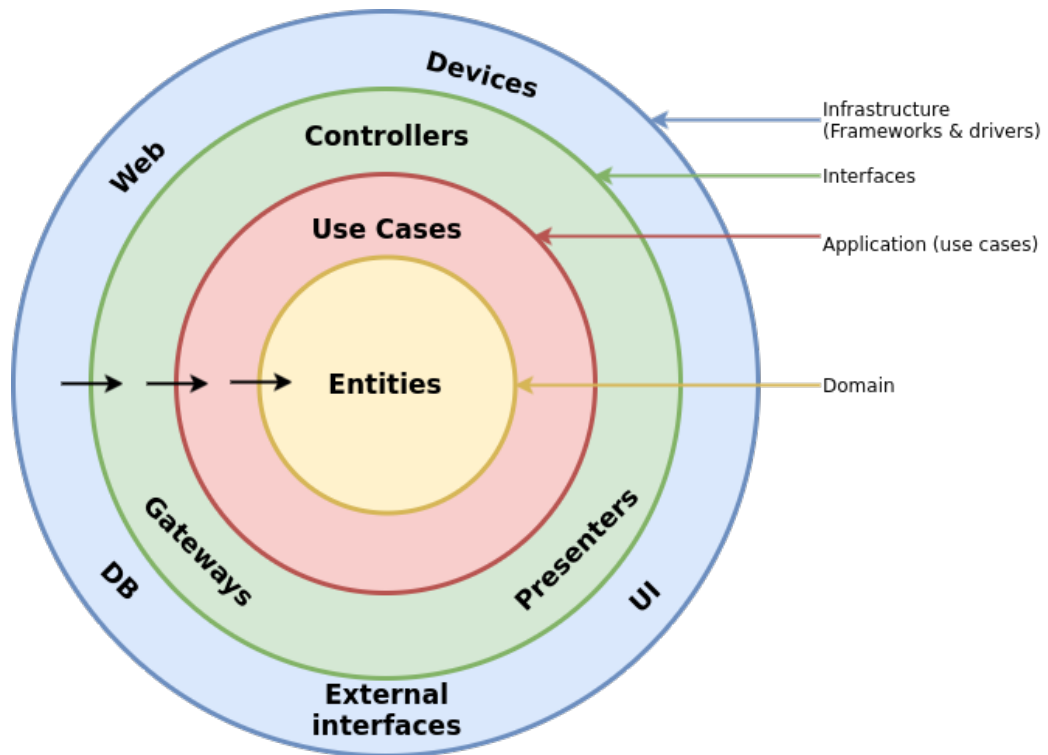 Devices
Infrastructure
(Frameworks & drivers)
Controllers
Web
Interfaces
Use Cases
Application (use cases)
Entities
Domain
Gateways
Presenters
DB
UI
External
interfaces